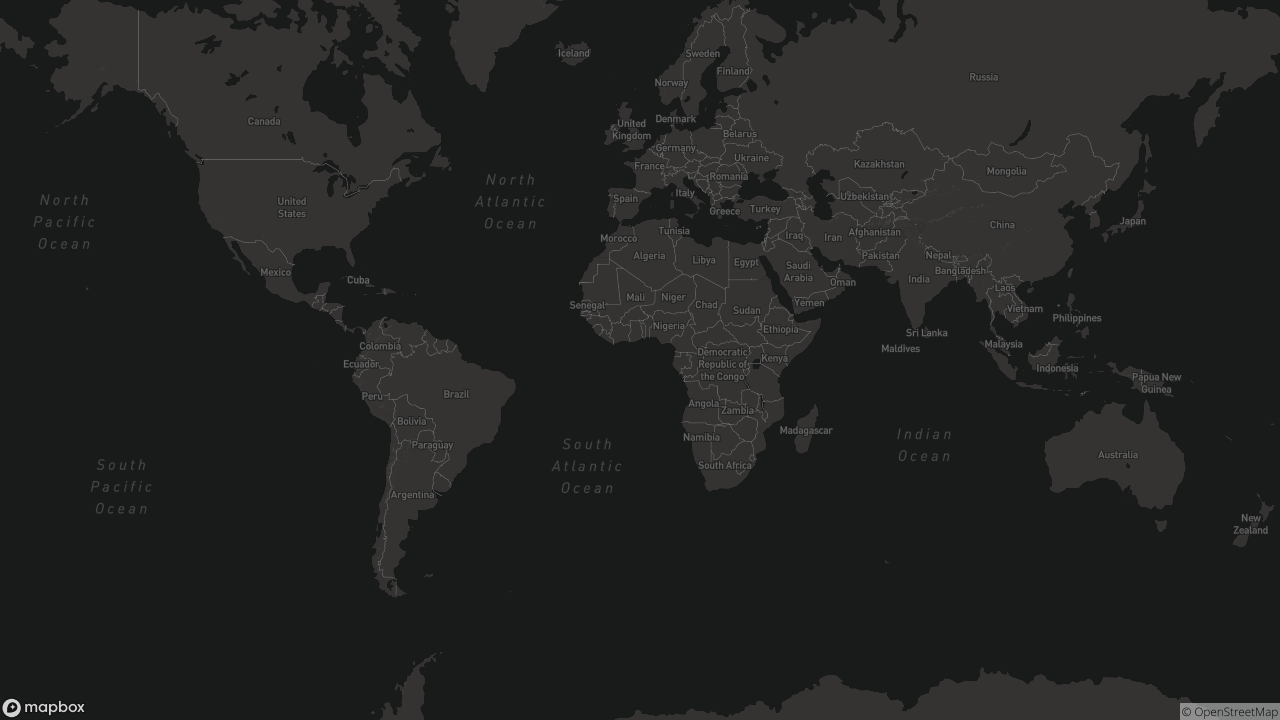 Iceland
Sweden
Finland
Russia
Norway
Canada
Denmark
United
Kingdom
Belarus
Germany
Ukraine
France
Kazakhstan
Mongolia
Romania
Italy
Spain
Uzbekistan
North
Pacific
Ocean
North
Atlantic
Ocean
United
States
Greece
Turkey
Japan
China
Tunisia
Morocco
Iraq
Iran
Afghanistan
Algeria
Libya
Egypt
Pakistan
Nepal
Mexico
Cuba
Saudi
Arabia
Oman
India
Bangladesh
Laos
Senegal
Mali
Niger
Chad
Sudan
Yemen
Vietnam
Philippines
Nigeria
Ethiopia
Sri Lanka
Maldives
Malaysia
Colombia
Ecuador
Democratic
Republic of
the Congo
Kenya
Indonesia
Papua New
Guinea
Peru
Brazil
Angola
Zambia
Bolivia
Paraguay
Namibia
Madagascar
Indian
Ocean
South
Pacific
Ocean
South
Atlantic
Ocean
South Africa
Australia
Argentina
New
Zealand
mapbox
© OpenStreetMap